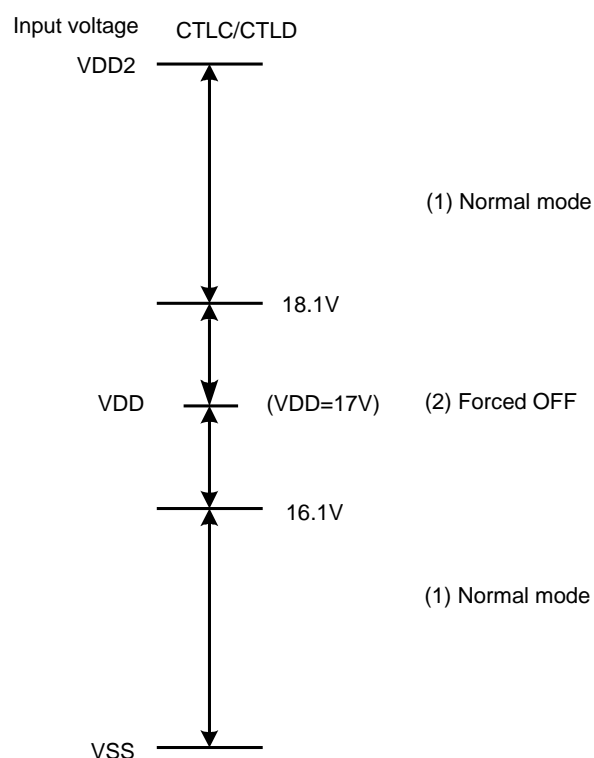 Input voltage CTLC/CTLD
VDD2
(1) Normal mode
18.1V
VDD (VDD=17V) (2) Forced OFF
16.1V
(1) Normal mode
VSS